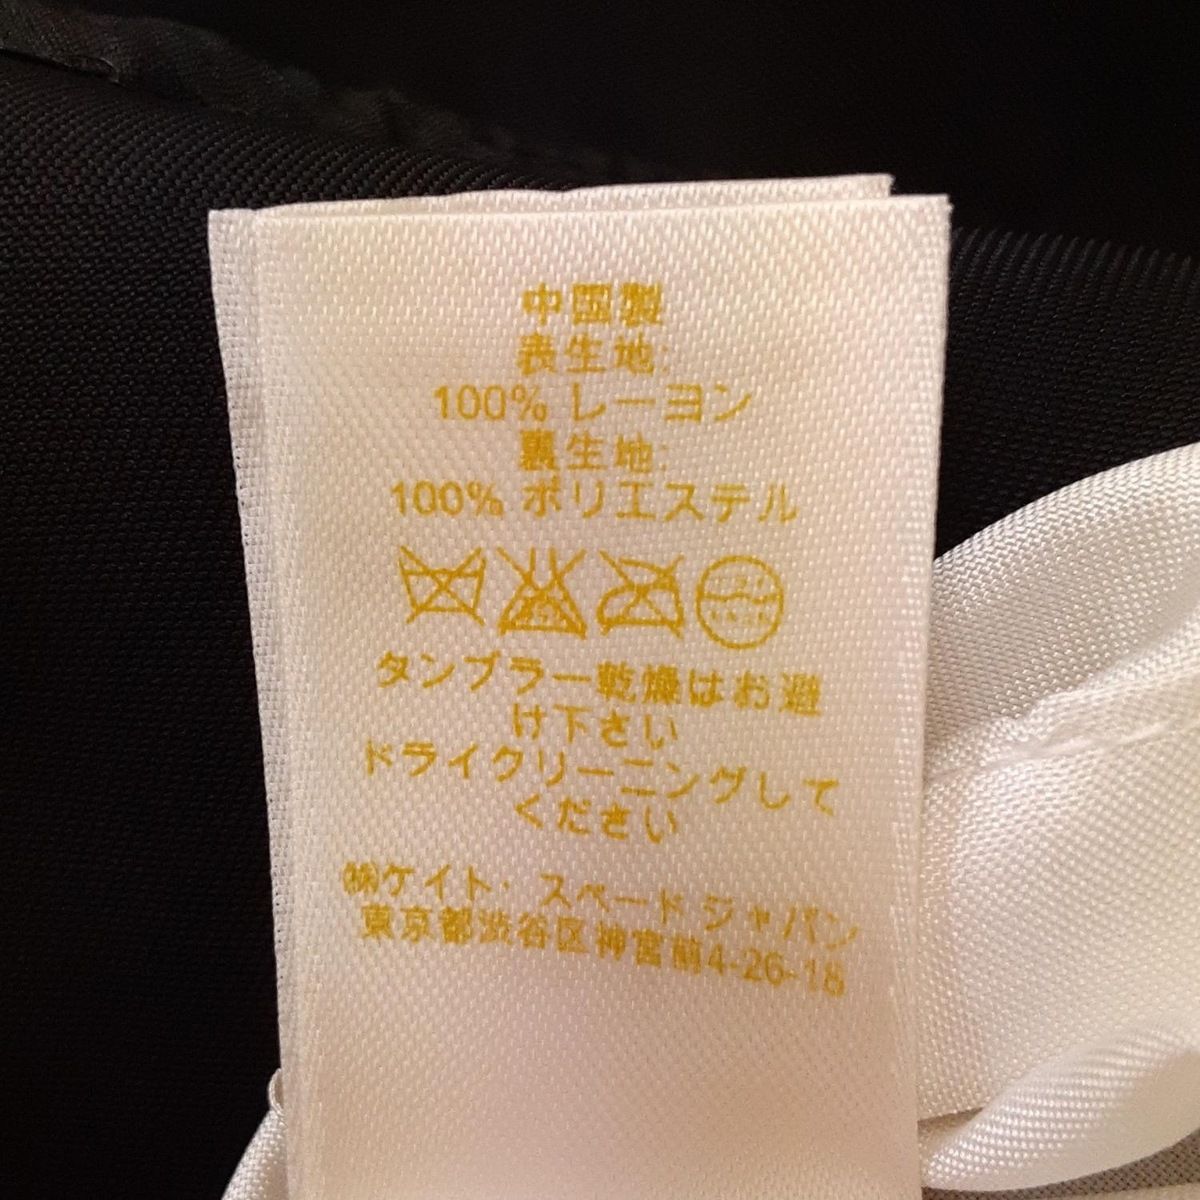 中国製
表生地:
100% レーヨン
裏生地:
100% ポリエステル
タンブラー乾燥はお避
け下さい
ドライクリーニングして
ください
㈱ケイト・スペード ジャパン
東京都渋谷区神宮前4-26-18